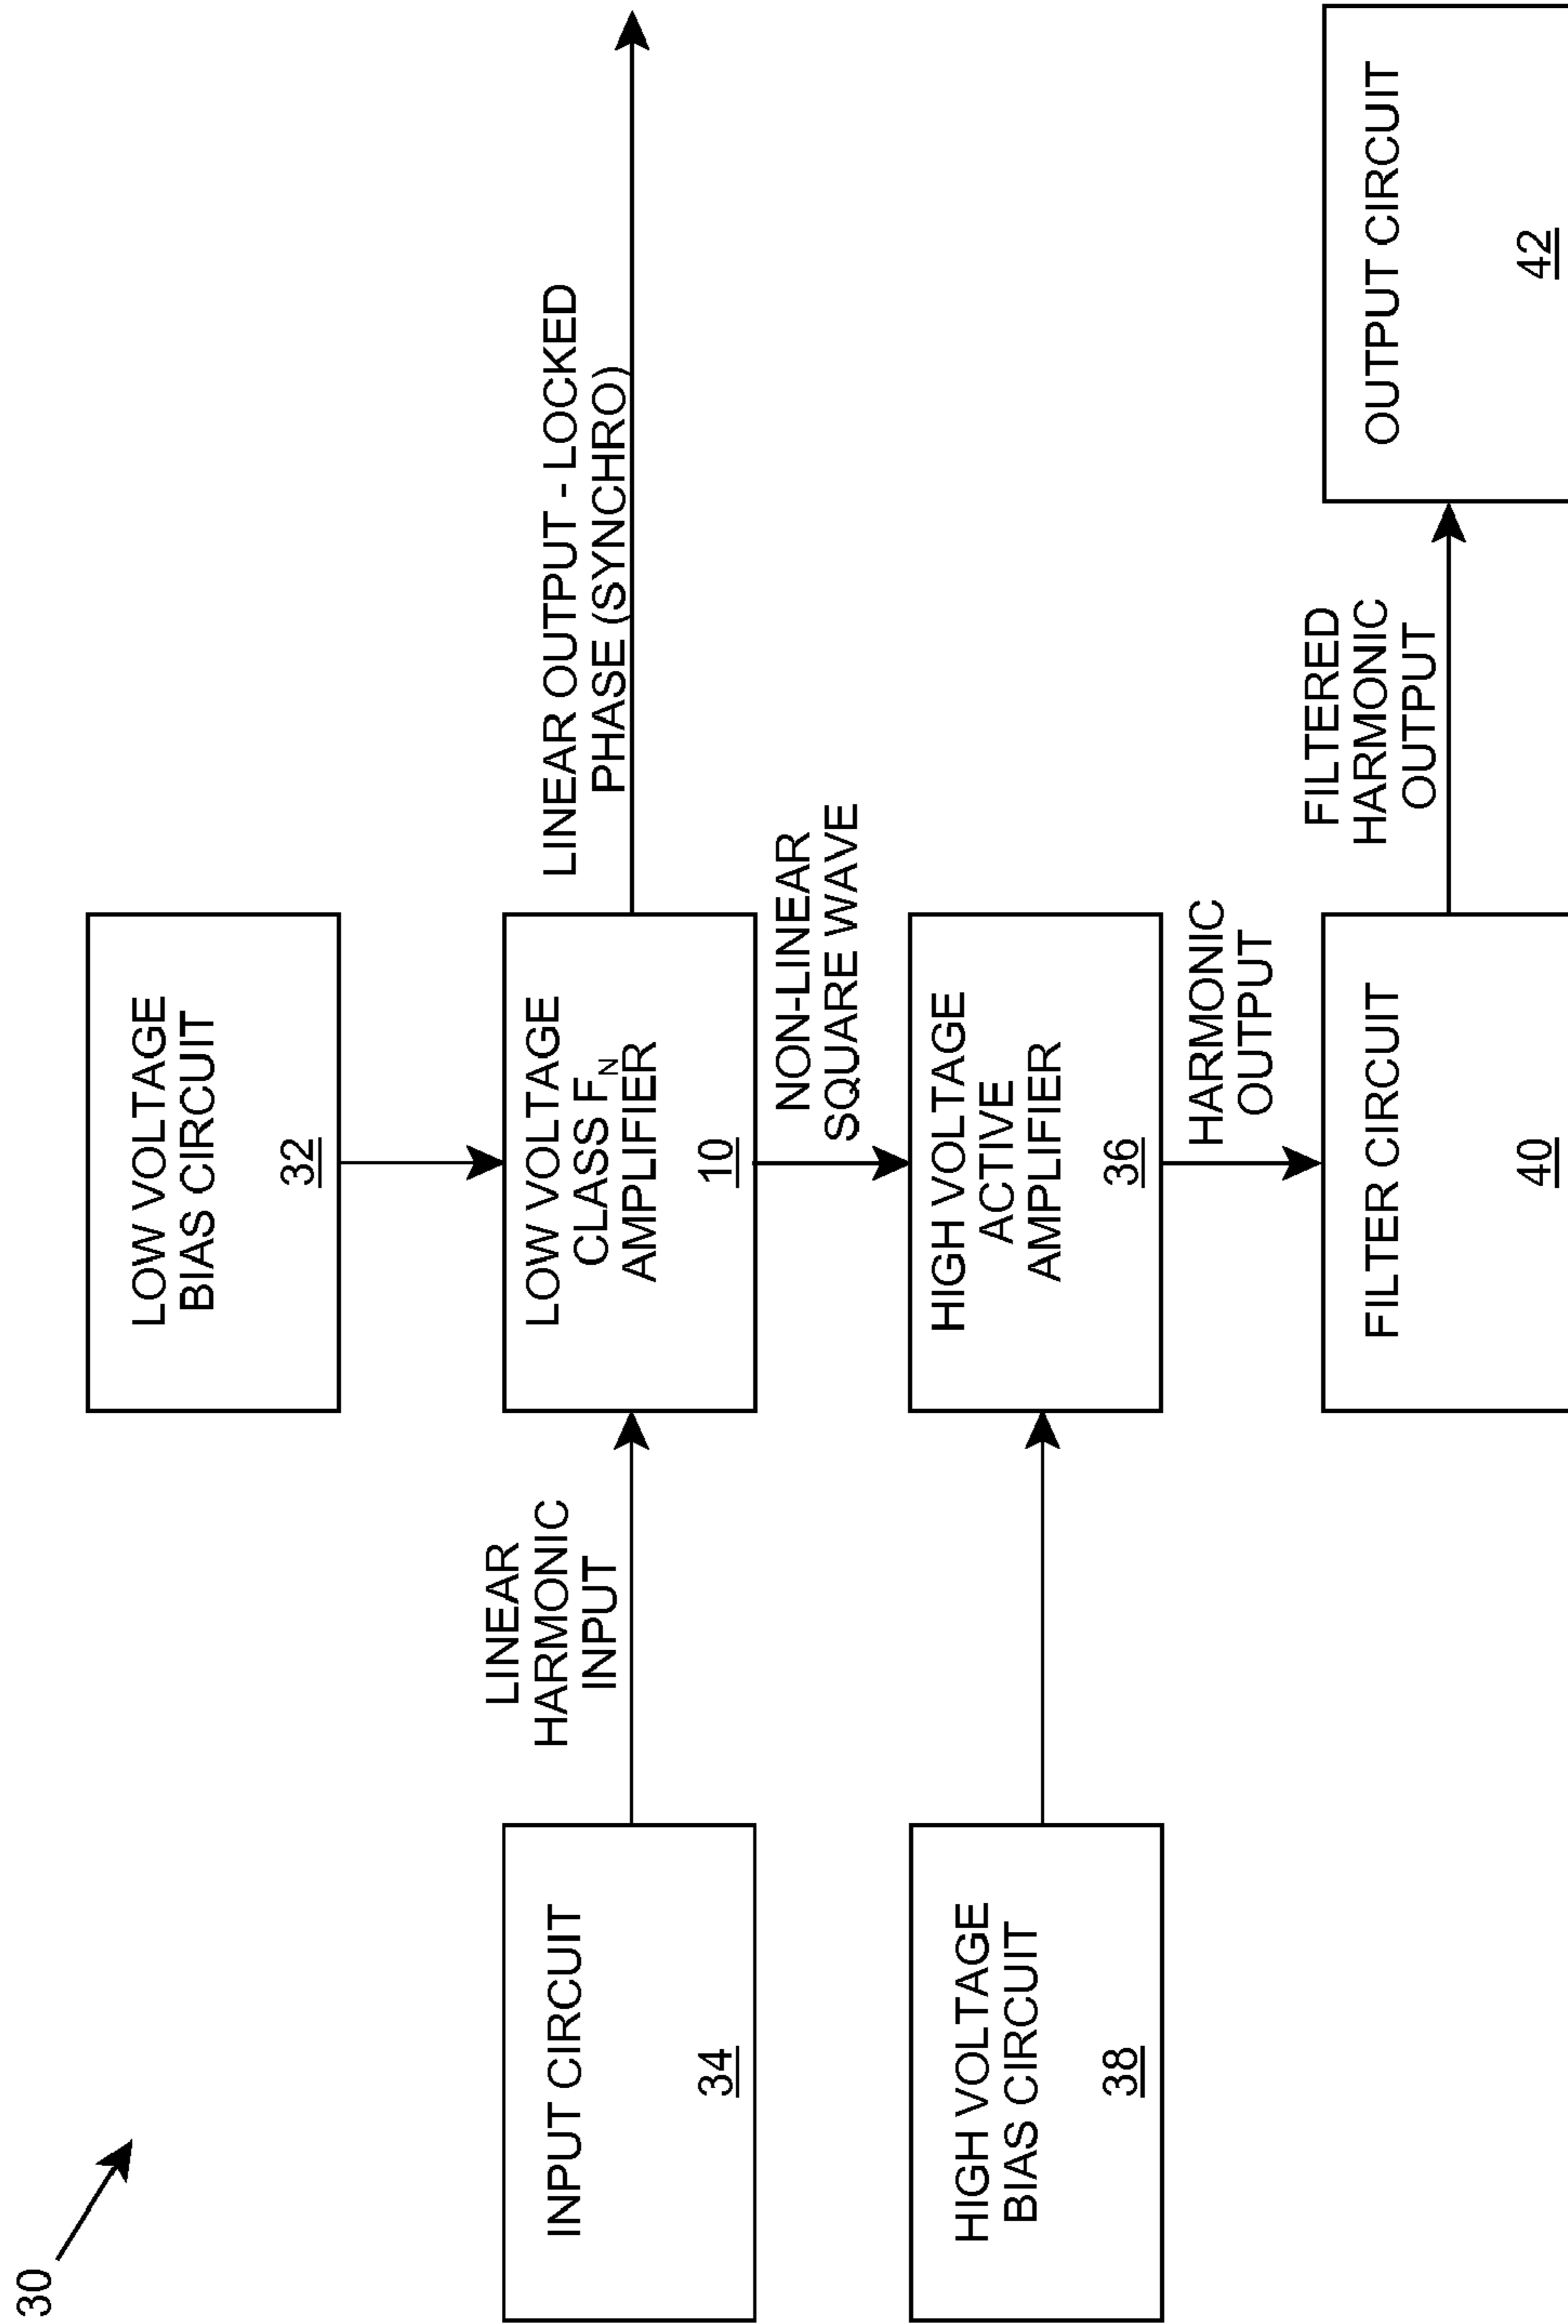 30
LOW VOLTAGE
BIAS CIRCUIT
32
INPUT CIRCUIT
34
LINEAR
HARMONIC
INPUT
LOW VOLTAGE
CLASS F_N
AMPLIFIER
10
LINEAR OUTPUT - LOCKED
PHASE (SYNCHRO)
NON-LINEAR
SQUARE WAVE
HIGH VOLTAGE
BIAS CIRCUIT
38
HIGH VOLTAGE
ACTIVE
AMPLIFIER
36
HARMONIC
OUTPUT
FILTER CIRCUIT
40
FILTERED
HARMONIC
OUTPUT
OUTPUT CIRCUIT
42